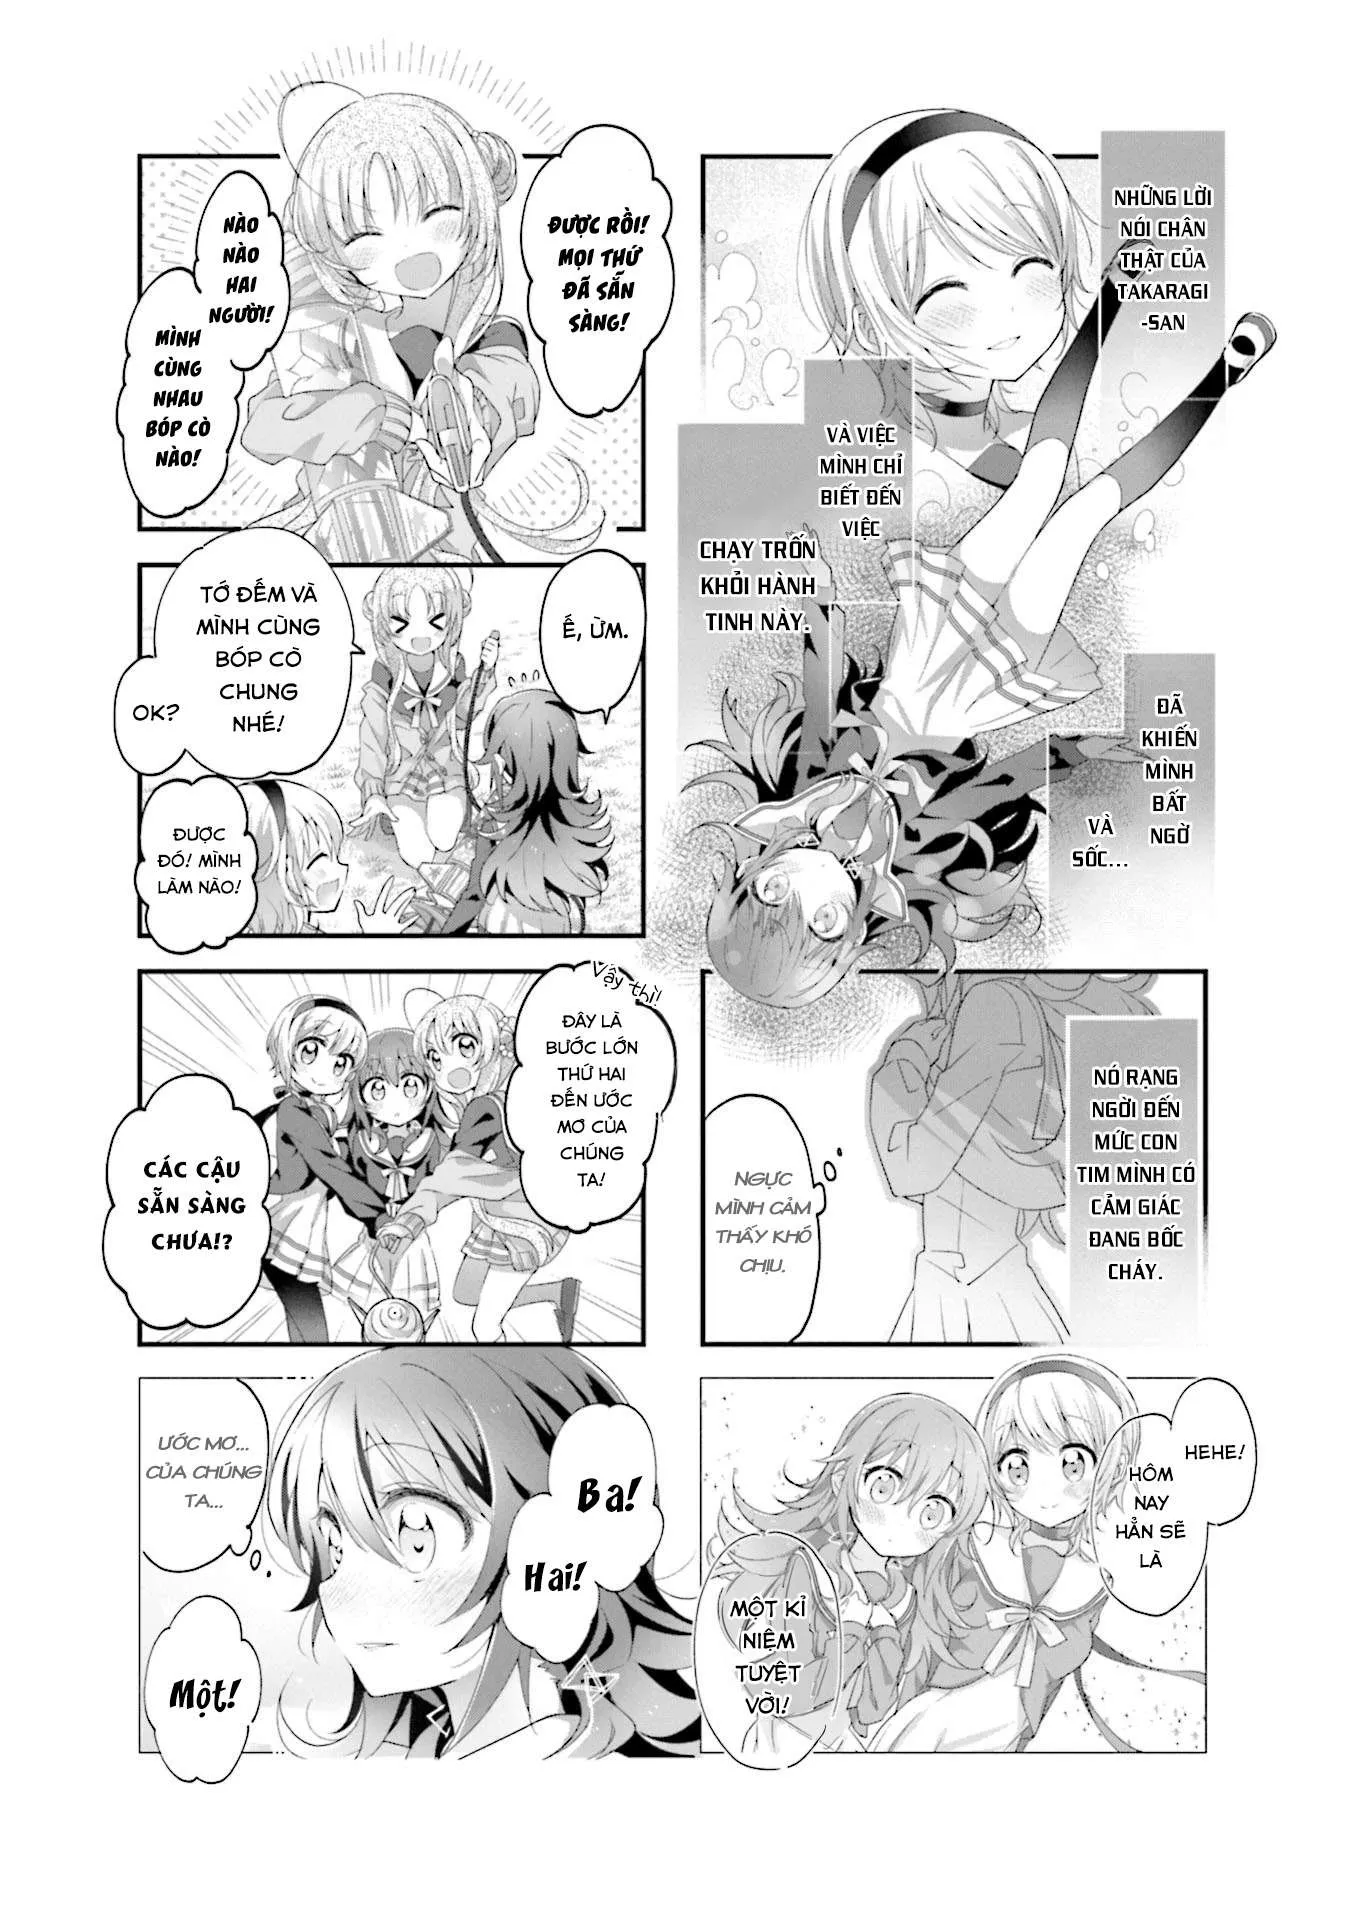 NHỮNG LỜI
NÓI CHÂN
THẬT CỦA
TAKARAGI
-SAN
VÀ VIỆC
MÌNH CHỈ
BIẾT ĐẾN
VIỆC
CHẠY TRỐN
KHỎI HÀNH
TINH NÀY.
ĐÃ
KHIẾN
MÌNH
BẤT
NGỜ
VÀ
SỐC...
NÓ RẠNG
NGỜI ĐẾN
MỨC CON
TIM MÌNH CÓ
CẢM GIÁC
ĐANG BỐC
CHÁY.
NGỰC
MÌNH CẢM
THẤY KHÓ
CHỊU.
HEHE!
HÔM
NAY
HẲN SẼ
LÀ
MỘT KỈ
NIỆM
TUYỆT
VỜI!
ĐƯỢC RỒI!
MỌI THỨ
ĐÃ SẴN
SÀNG!
NÀO
NÀO
HAI
NGƯỜI!
MÌNH
CÙNG
NHAU
BÓP CÒ
NÀO!
Ế, ỪM.
TỚ ĐẾM VÀ
MÌNH CÙNG
BÓP CÒ
CHUNG
NHÉ!
OK?
ĐƯỢC
ĐÓ! MÌNH
LÀM NÀO!
Vậy thì!
ĐÂY LÀ
BƯỚC LỚN
THỨ HAI
ĐẾN ƯỚC
MƠ CỦA
CHÚNG
TA!
CÁC CẬU
SẴN SÀNG
CHƯA!?
Ba!
Hai!
ƯỚC MƠ...
CỦA CHÚNG
TA...
Một!